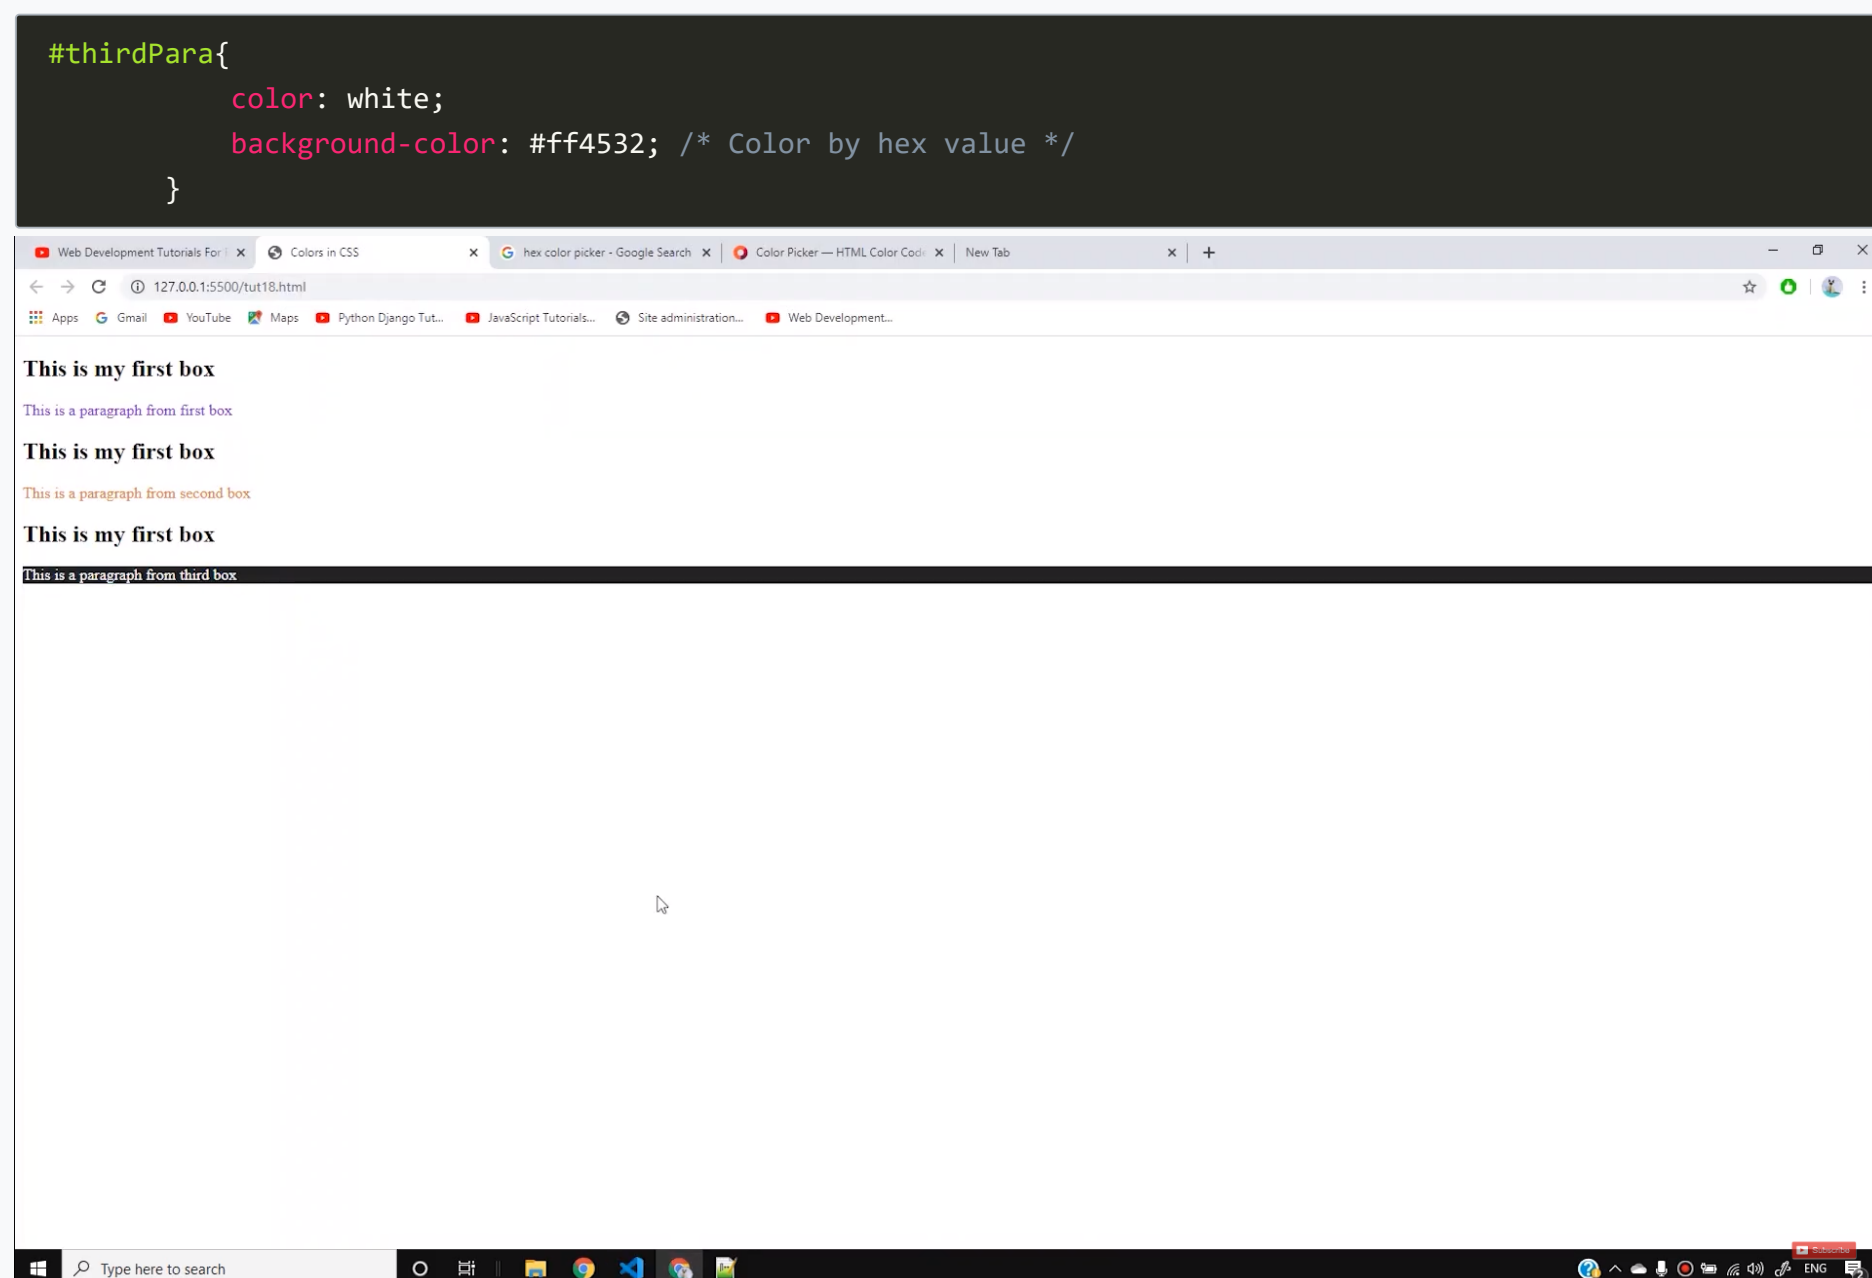 #thirdPara{
color: white;
background-color: #ff4532; /* Color by hex value */
}
Web Development Tutorials For
Colors in CSS
hex color picker - Google Search
Color Picker — HTML Color Code
New Tab
127.0.0.1:5500/tut18.html
Apps
Gmail
YouTube
Maps
Python Django Tut...
JavaScript Tutorials...
Site administration...
Web Development...
This is my first box
This is a paragraph from first box
This is my first box
This is a paragraph from second box
This is my first box
This is a paragraph from third box
Subscribe
Type here to search
ENG